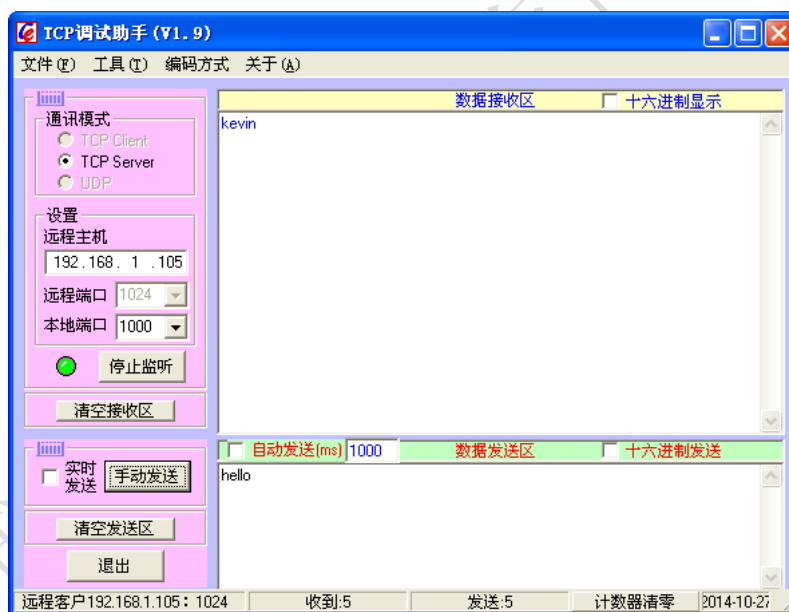 TCP调试助手(V1.9)
文件(F) 工具(T) 编码方式 关于(A)
通讯模式
TCP Client
TCP Server
UDP
设置
远程主机
192.168. 1 .105
远程端口 1024
本地端口 1000
停止监听
清空接收区
数据接收区 十六进制显示
kevin
实时发送 手动发送
清空发送区
退出
自动发送(ms) 1000 数据发送区 十六进制发送
hello
远程客户192.168.1.105：1024 收到:5 发送:5 计数器清零 2014-10-27